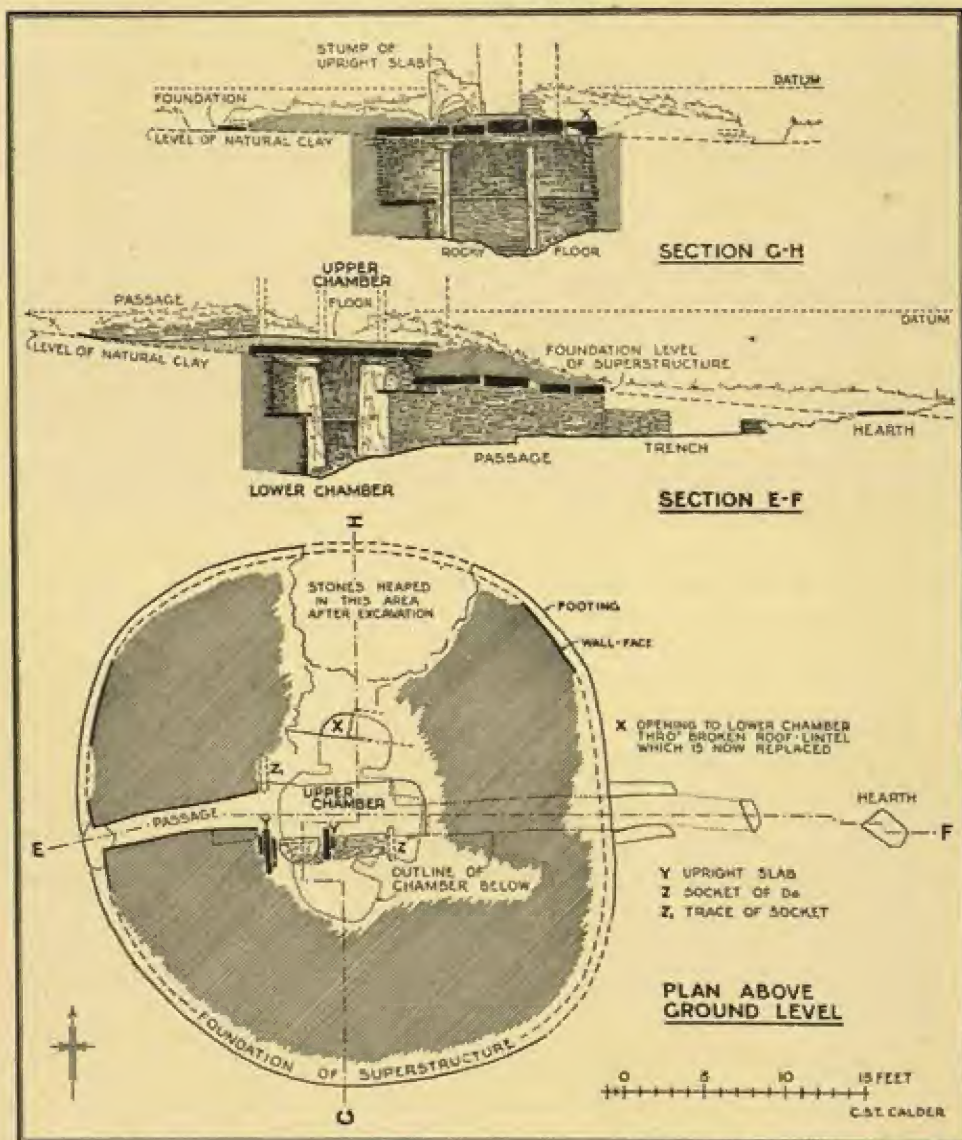 STUMP OF
UPRIGHT SLAB
DATUM
FOUNDATION
X
LEVEL OF NATURAL CLAY
ROCKY FLOOR
SECTION G-H
UPPER
CHAMBER
PASSAGE
FLOOR
DATUM
LEVEL OF NATURAL CLAY
FOUNDATION LEVEL
OF SUPERSTRUCTURE
HEARTH
TRENCH
PASSAGE
LOWER CHAMBER
SECTION E-F
H
STONES HEAPED
IN THIS AREA
AFTER EXCAVATION
FOOTING
WALL-FACE
X
X OPENING TO LOWER CHAMBER
THRO' BROKEN ROOF-LINTEL
WHICH IS NOW REPLACED
Z₁
UPPER
CHAMBER
HEARTH
PASSAGE
E
F
Y
Y
Z
OUTLINE OF
CHAMBER BELOW
Y UPRIGHT SLAB
Z SOCKET OF Do
Z₁ TRACE OF SOCKET
PLAN ABOVE
GROUND LEVEL
FOUNDATION OF SUPERSTRUCTURE
G
0 5 10 15 FEET
C.S.T. CALDER